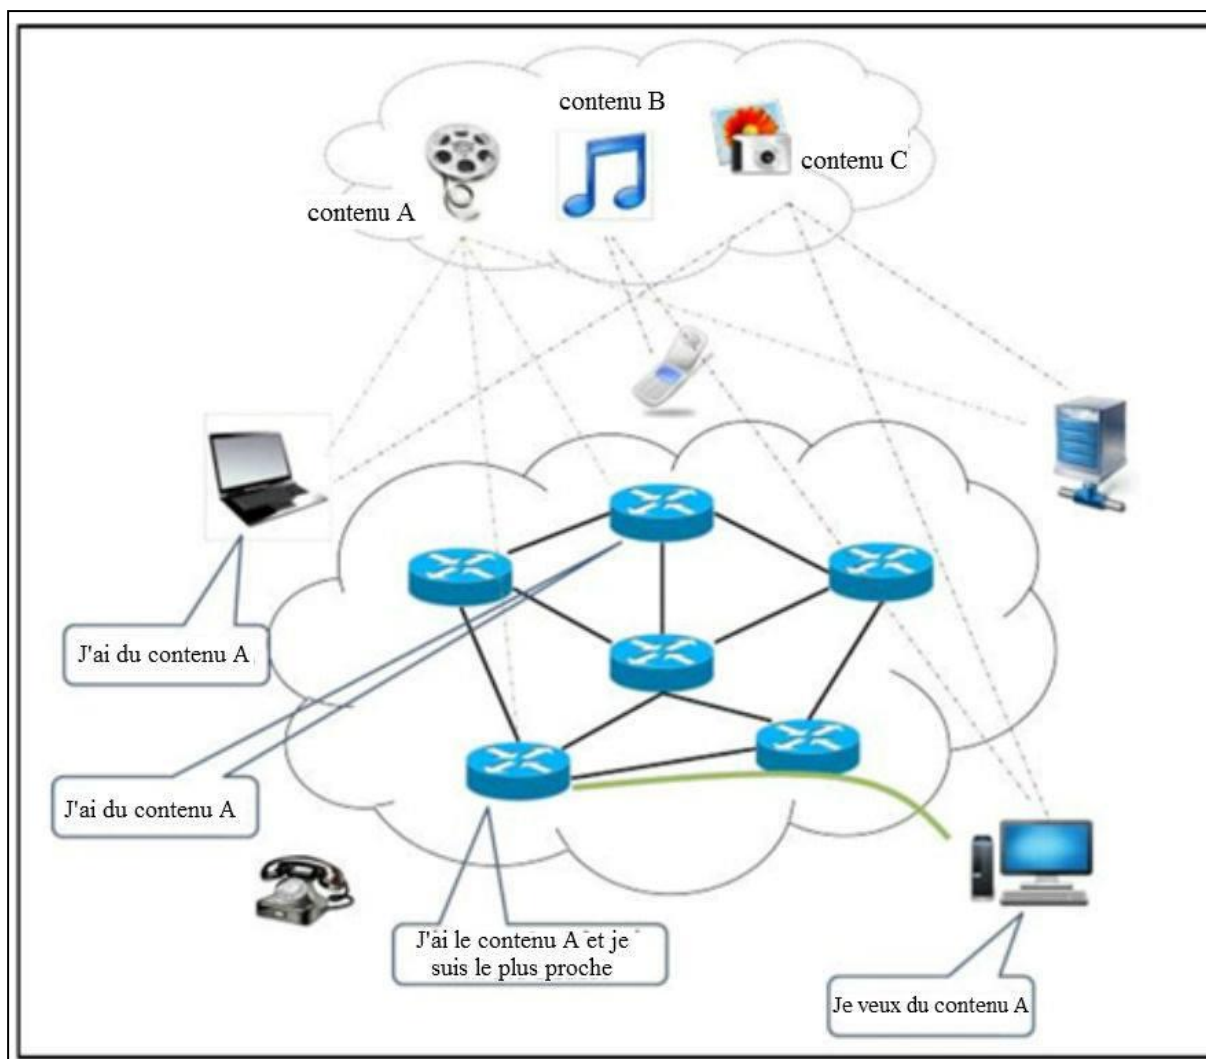 contenu B
contenu C
contenu A
J'ai du contenu A
J'ai du contenu A
J'ai le contenu A et je
suis le plus proche
Je veux du contenu A